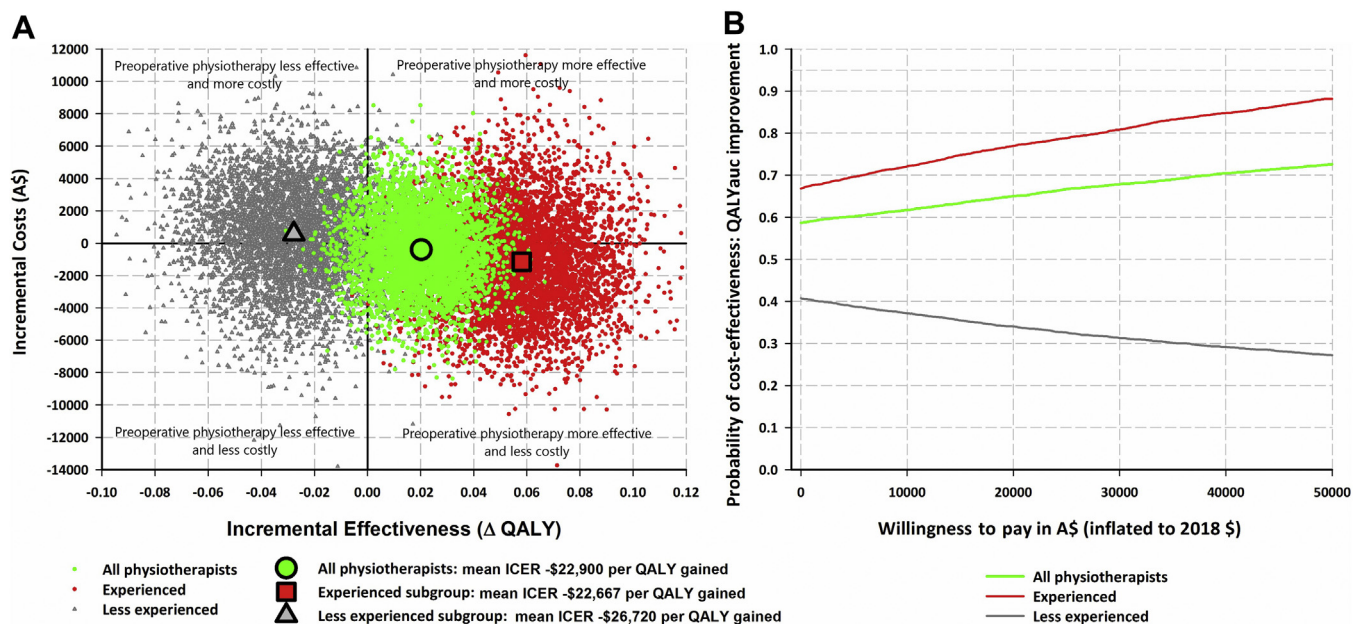 A
12000
10000
8000
6000
4000
2000
0
-2000
-4000
-6000
-8000
-10000
-12000
-14000
Incremental Costs (A$)
Preoperative physiotherapy less effective
and more costly
Preoperative physiotherapy more effective
and more costly
Preoperative physiotherapy less effective
and less costly
Preoperative physiotherapy more effective
and less costly
-0.10 -0.08 -0.06 -0.04 -0.02 0.00 0.02 0.04 0.06 0.08 0.10 0.12
Incremental Effectiveness (Δ QALY)
All physiotherapists
Experienced
Less experienced
All physiotherapists: mean ICER -$22,900 per QALY gained
Experienced subgroup: mean ICER -$22,667 per QALY gained
Less experienced subgroup: mean ICER -$26,720 per QALY gained
B
1.0
0.9
0.8
0.7
0.6
0.5
0.4
0.3
0.2
0.1
0.0
Probability of cost-effectiveness: QALYauc improvement
0 10000 20000 30000 40000 50000
Willingness to pay in A$ (inflated to 2018 $)
All physiotherapists
Experienced
Less experienced